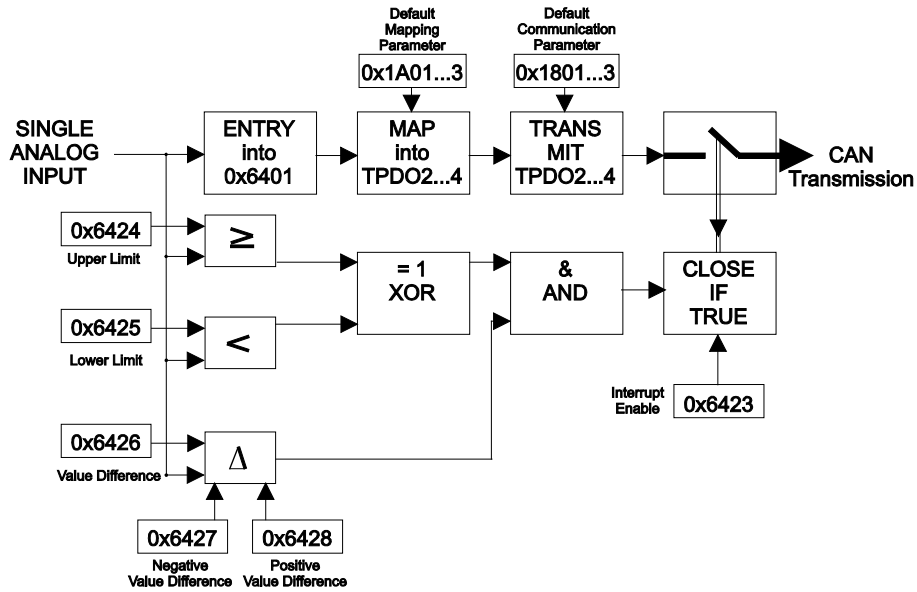 Default
Mapping
Parameter
0x1A01...3
Default
Communication
Parameter
0x1801...3
SINGLE
ANALOG
INPUT
ENTRY
into
0x6401
MAP
into
TPDO2...4
TRANS
MIT
TPDO2...4
CAN
Transmission
0x6424
Upper Limit
≥
= 1
XOR
&
AND
CLOSE
IF
TRUE
0x6425
Lower Limit
<
Interrupt
Enable
0x6423
0x6426
Value Difference
Δ
0x6427
Negative
Value Difference
0x6428
Positive
Value Difference